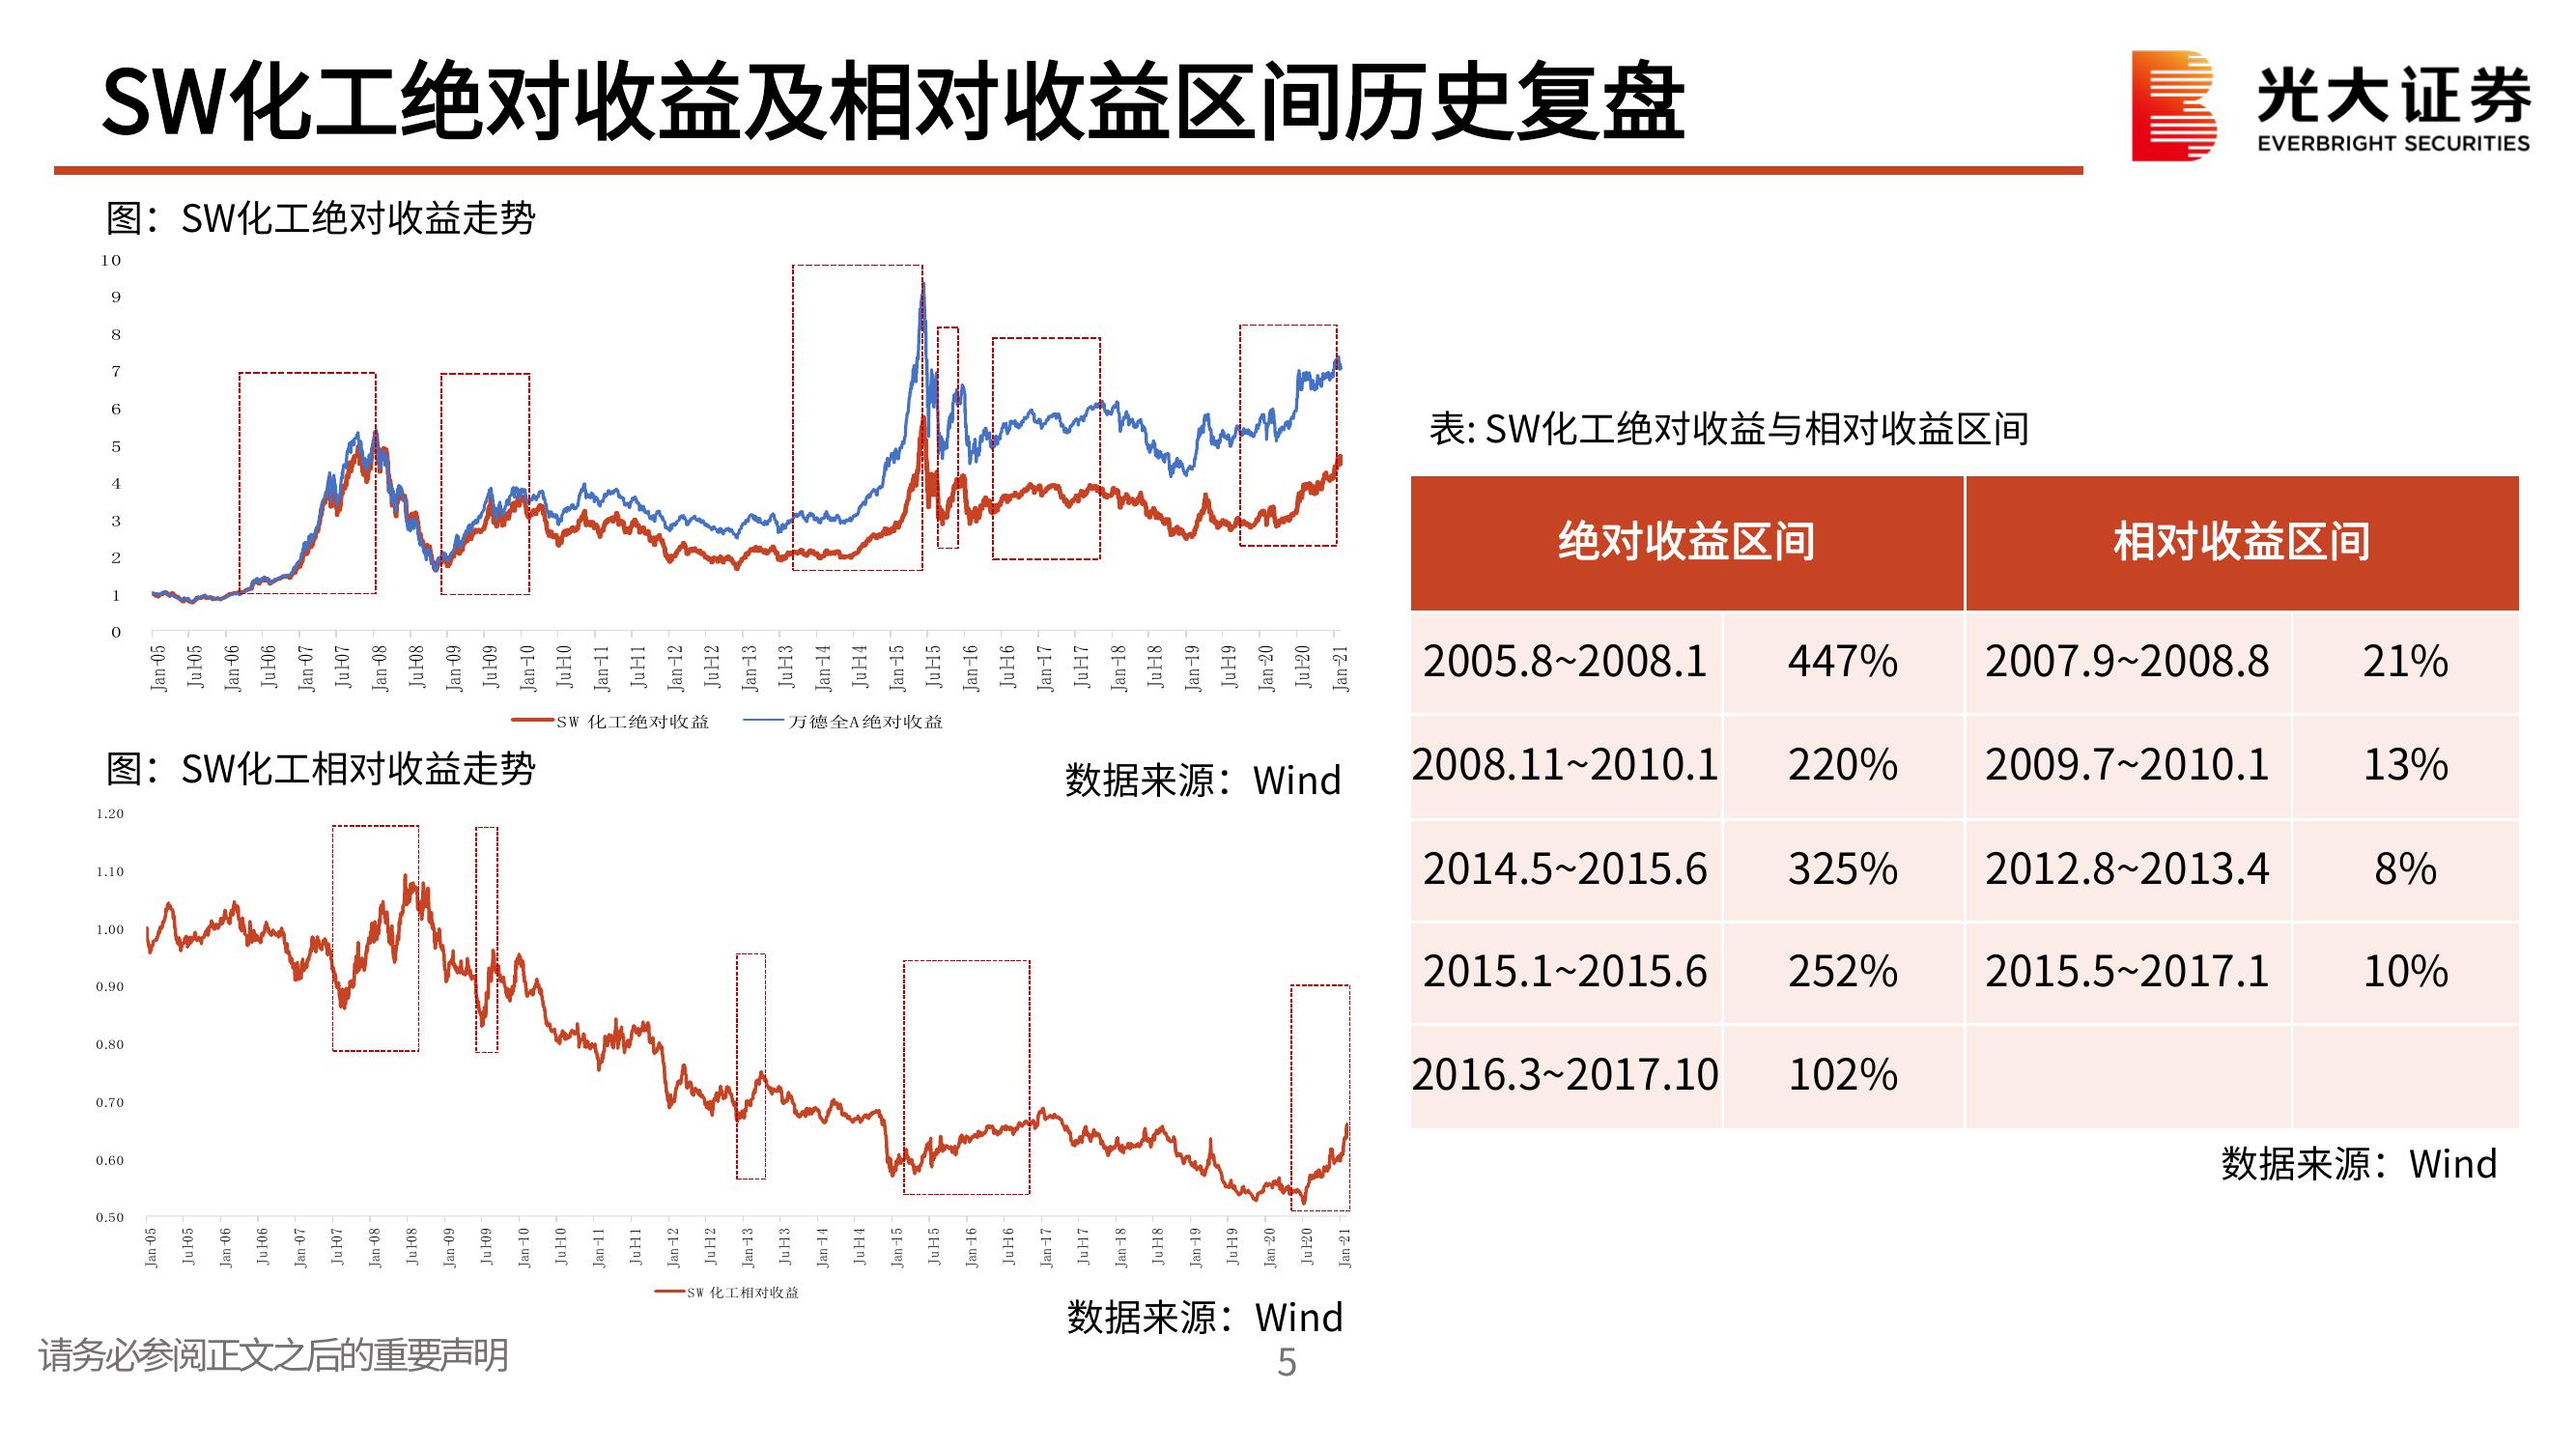 SW化工绝对收益及相对收益区间历史复盘
光大证券
EVERBRIGHT SECURITIES
图：SW化工绝对收益走势
10
9
8
7
6
5
4
3
2
1
0
Jan-05 Jul-05 Jan-06 Jul-06 Jan-07 Jul-07 Jan-08 Jul-08 Jan-09 Jul-09 Jan-10 Jul-10 Jan-11 Jul-11 Jan-12 Jul-12 Jan-13 Jul-13 Jan-14 Jul-14 Jan-15 Jul-15 Jan-16 Jul-16 Jan-17 Jul-17 Jan-18 Jul-18 Jan-19 Jul-19 Jan-20 Jul-20 Jan-21
SW 化工绝对收益 万德全A绝对收益
图：SW化工相对收益走势
数据来源：Wind
1.20
1.10
1.00
0.90
0.80
0.70
0.60
0.50
Jan-05 Jul-05 Jan-06 Jul-06 Jan-07 Jul-07 Jan-08 Jul-08 Jan-09 Jul-09 Jan-10 Jul-10 Jan-11 Jul-11 Jan-12 Jul-12 Jan-13 Jul-13 Jan-14 Jul-14 Jan-15 Jul-15 Jan-16 Jul-16 Jan-17 Jul-17 Jan-18 Jul-18 Jan-19 Jul-19 Jan-20 Jul-20 Jan-21
SW 化工相对收益
数据来源：Wind
表: SW化工绝对收益与相对收益区间
绝对收益区间 相对收益区间
2005.8~2008.1 447% 2007.9~2008.8 21%
2008.11~2010.1 220% 2009.7~2010.1 13%
2014.5~2015.6 325% 2012.8~2013.4 8%
2015.1~2015.6 252% 2015.5~2017.1 10%
2016.3~2017.10 102%
数据来源：Wind
请务必参阅正文之后的重要声明
5